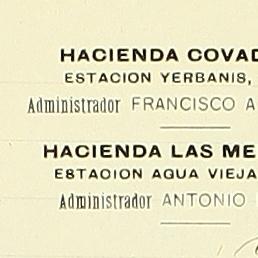 HACIENDA COVAD
ESTACION YERBANIS,
Administrador FRANCISCO A
HACIENDA LAS ME
ESTACION AGUA VIEJA
Administrador ANTONIO